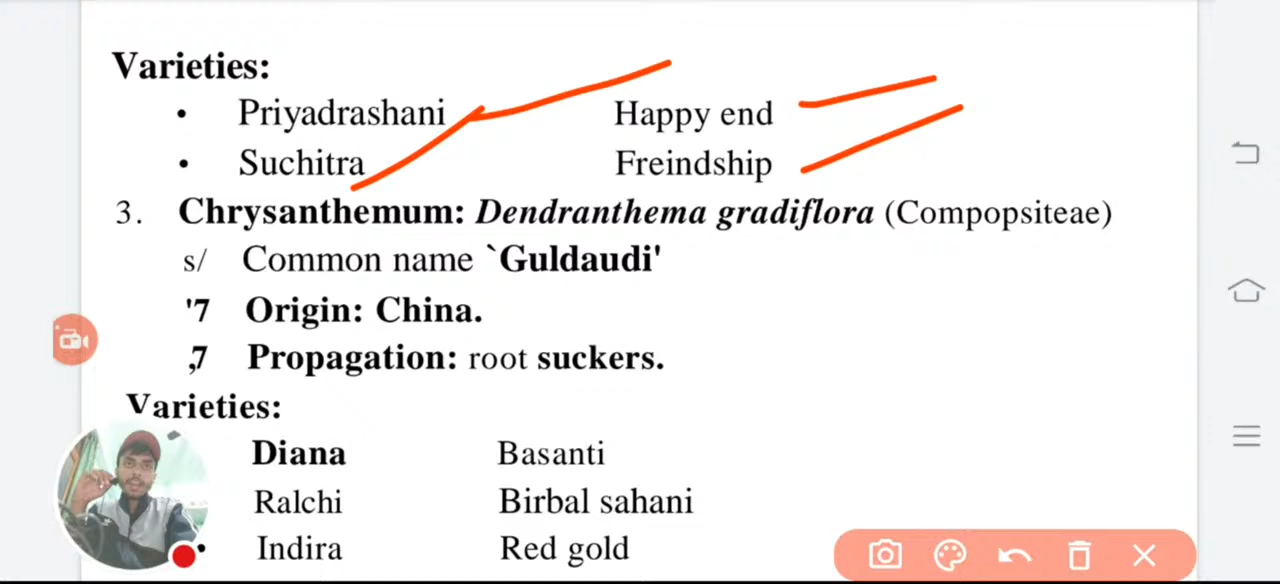 Varieties:
• Priyadrashani Happy end
• Suchitra Freindship
3. Chrysanthemum: Dendranthema gradiflora (Compopsiteae)
s/ Common name `Guldaudi'
'7 Origin: China.
,7 Propagation: root suckers.
Varieties:
Diana Basanti
Ralchi Birbal sahani
• Indira Red gold